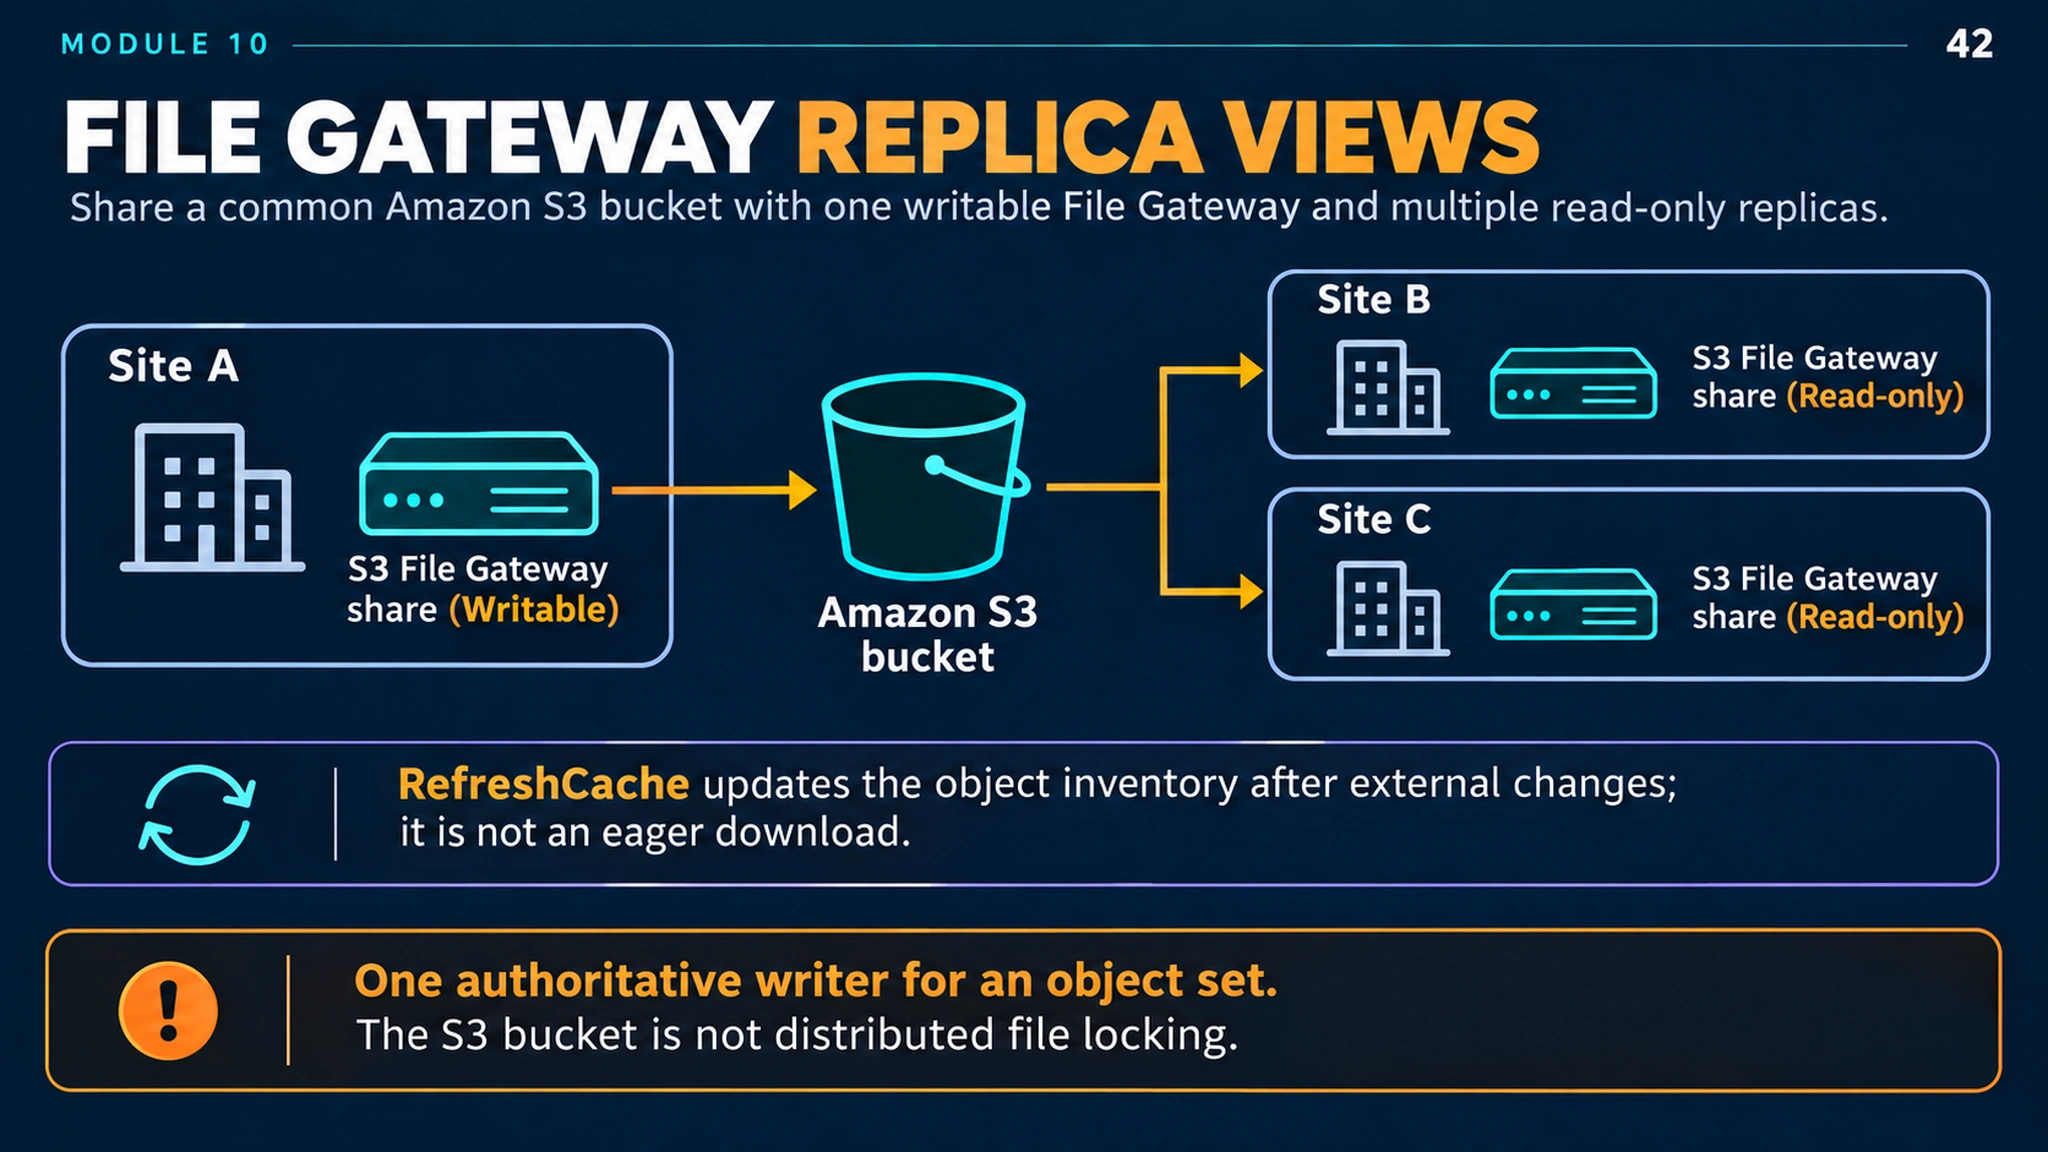 MODULE 10
42
FILE GATEWAY REPLICA VIEWS
Share a common Amazon S3 bucket with one writable File Gateway and multiple read-only replicas.
Site A
S3 File Gateway
share (Writable)
Amazon S3
bucket
Site B
S3 File Gateway
share (Read-only)
Site C
S3 File Gateway
share (Read-only)
RefreshCache updates the object inventory after external changes;
it is not an eager download.
One authoritative writer for an object set.
The S3 bucket is not distributed file locking.